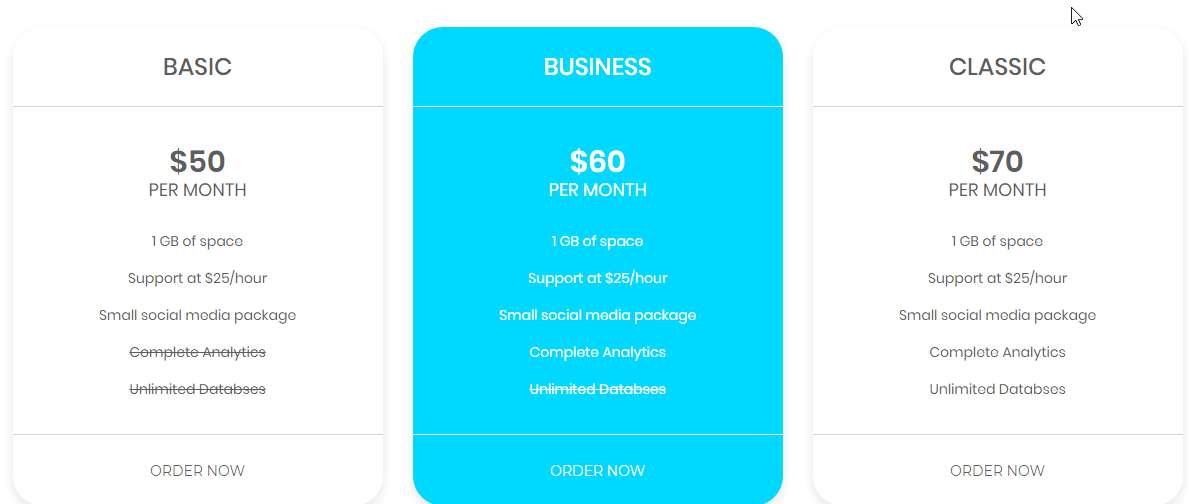 BASIC
$50
PER MONTH
1 GB of space
Support at $25/hour
Small social media package
Complete Analytics
Unlimited Databses
ORDER NOW
BUSINESS
$60
PER MONTH
1 GB of space
Support at $25/hour
Small social media package
Complete Analytics
Unlimited Databses
ORDER NOW
CLASSIC
$70
PER MONTH
1 GB of space
Support at $25/hour
Small social media package
Complete Analytics
Unlimited Databses
ORDER NOW